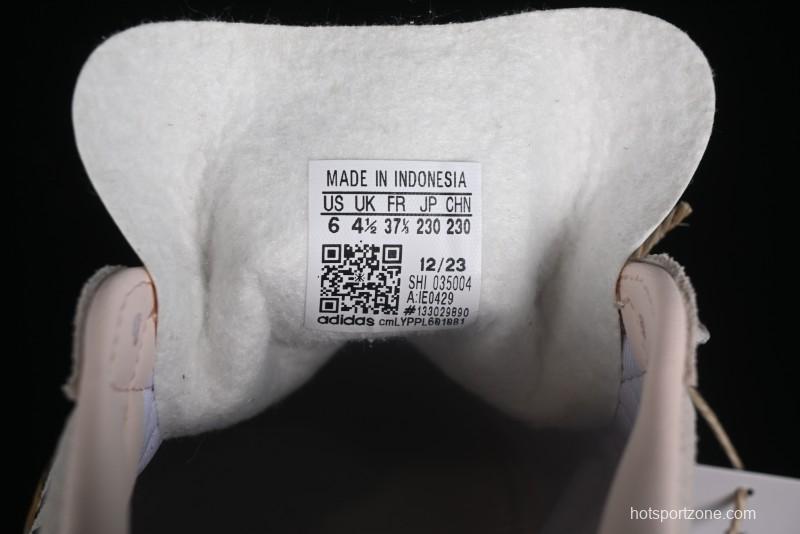 MADE IN INDONESIA
US UK FR JP CHN
6 4½ 37⅓ 230 230
12/23
SHI 035004
A:IE0429
#133029890
adidas cmLYPPL601001
hotsportzone.com